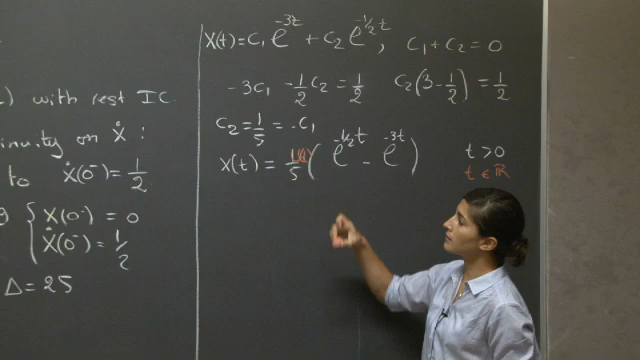 ) with rest IC.
inuity on ẋ :
to ẋ(0⁻) = 1/2.
{ x(0⁻) = 0
ẋ(0⁻) = 1/2
Δ = 25
x(t) = c₁ e^{-3t} + c₂ e^{-1/2 t}, c₁ + c₂ = 0
-3c₁ - 1/2 c₂ = 1/2 c₂(3 - 1/2) = 1/2
c₂ = 1/5 = -c₁
x(t) = 1/5 ( e^{-1/2 t} - e^{-3t} ) t > 0
t ∈ ℝ